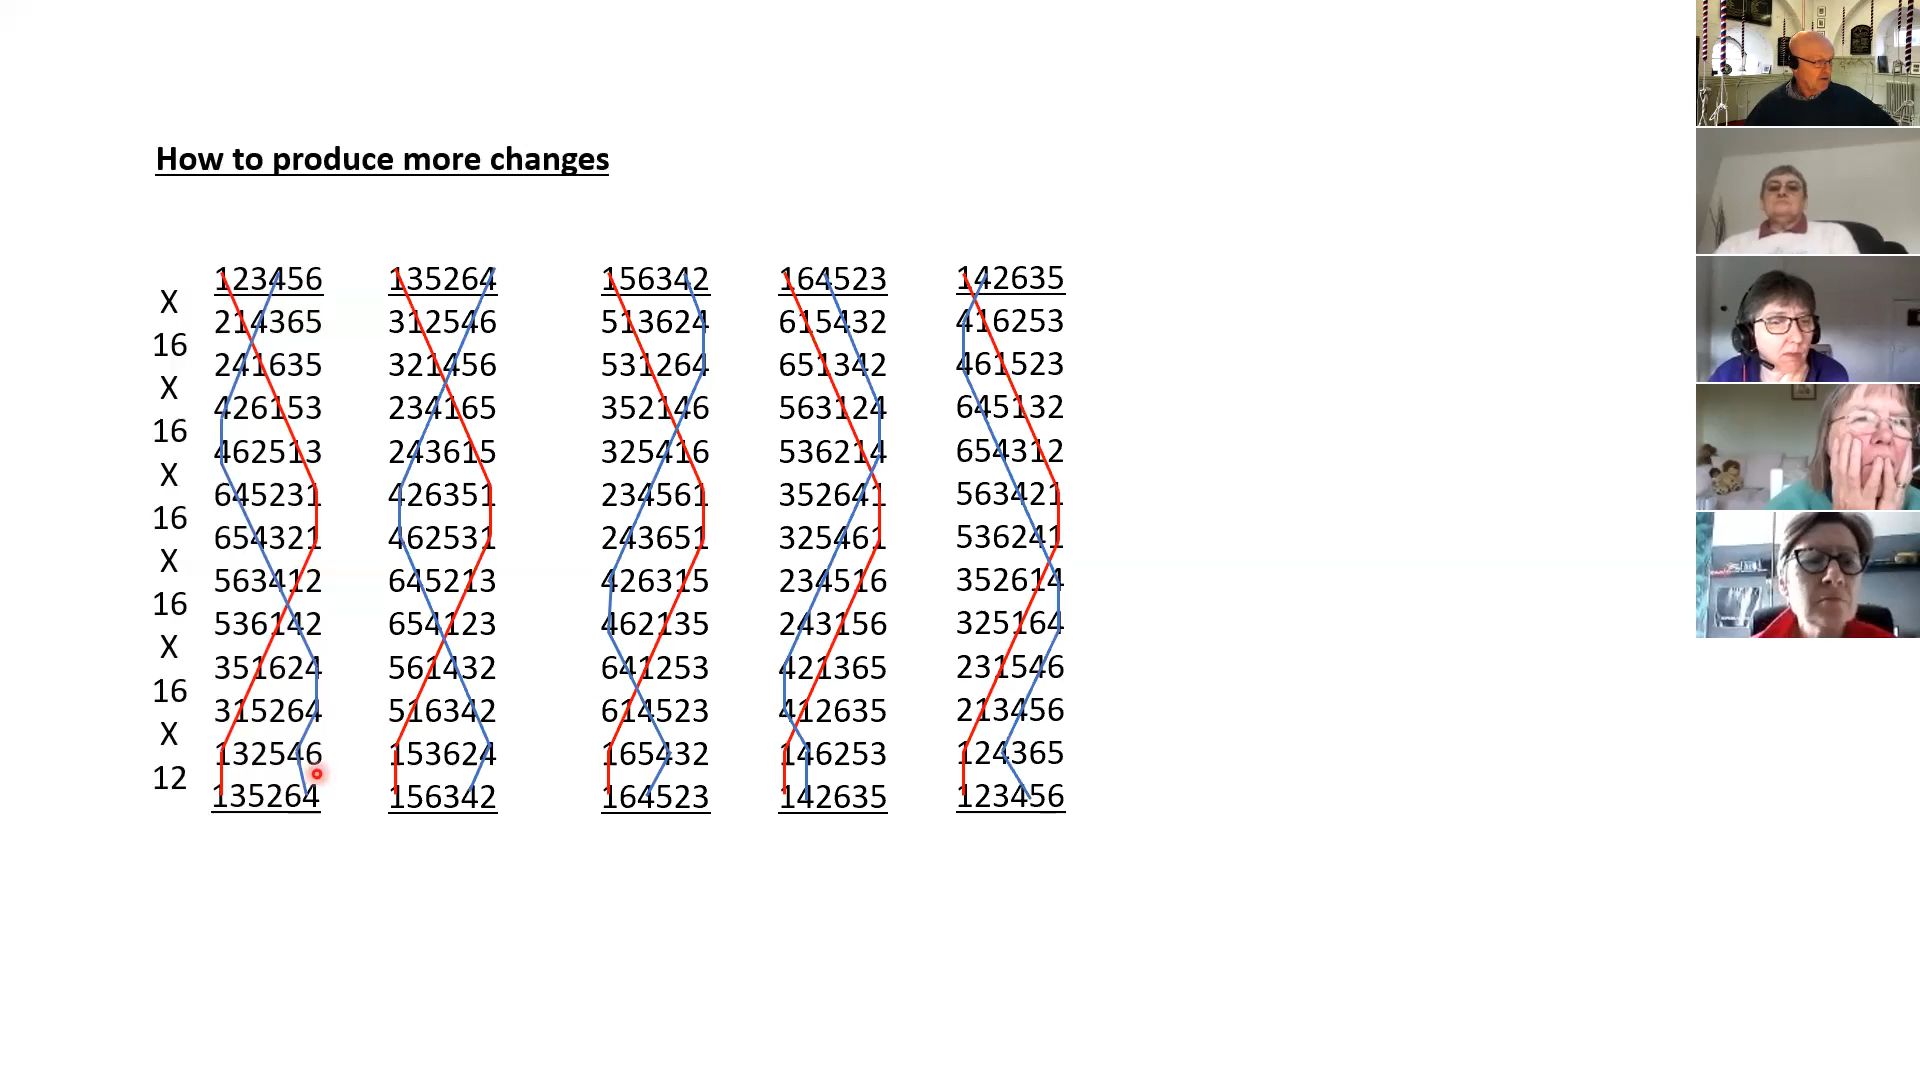 How to produce more changes
123456 135264 156342 164523 142635
X
214365 312546 513624 615432 416253
16
241635 321456 531264 651342 461523
X
426153 234165 352146 563124 645132
16
462513 243615 325416 536214 654312
X
645231 426351 234561 352641 563421
16
654321 462531 243651 325461 536241
X
563412 645213 426315 234516 352614
16
536142 654123 462135 243156 325164
X
351624 561432 641253 421365 231546
16
315264 516342 614523 412635 213456
X
132546 153624 165432 146253 124365
12
135264 156342 164523 142635 123456